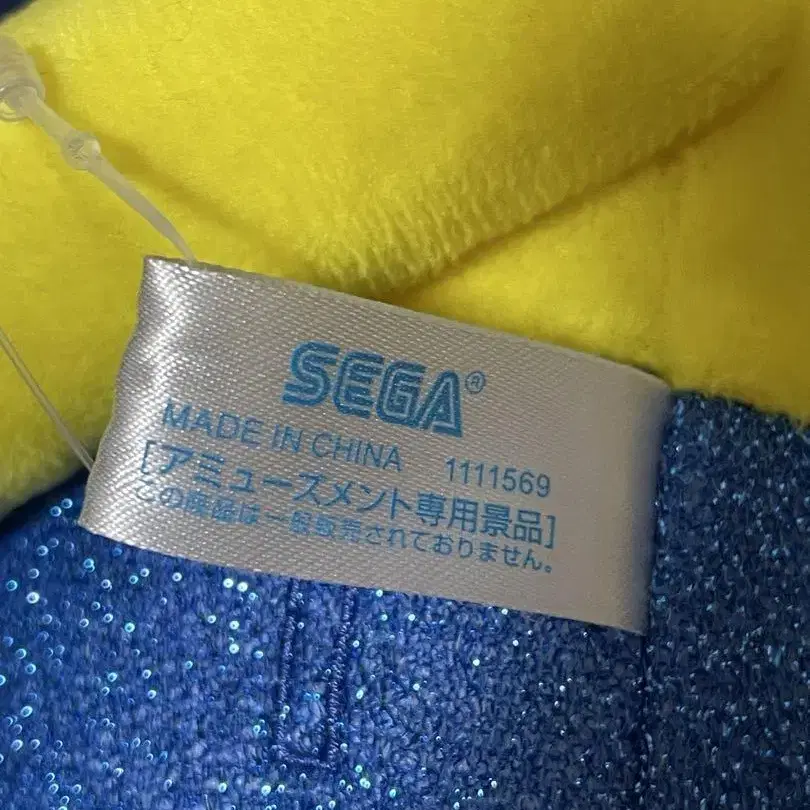 SEGA®
MADE IN CHINA 1111569
[アミューズメント専用景品]
この商品は一般販売されておりません。